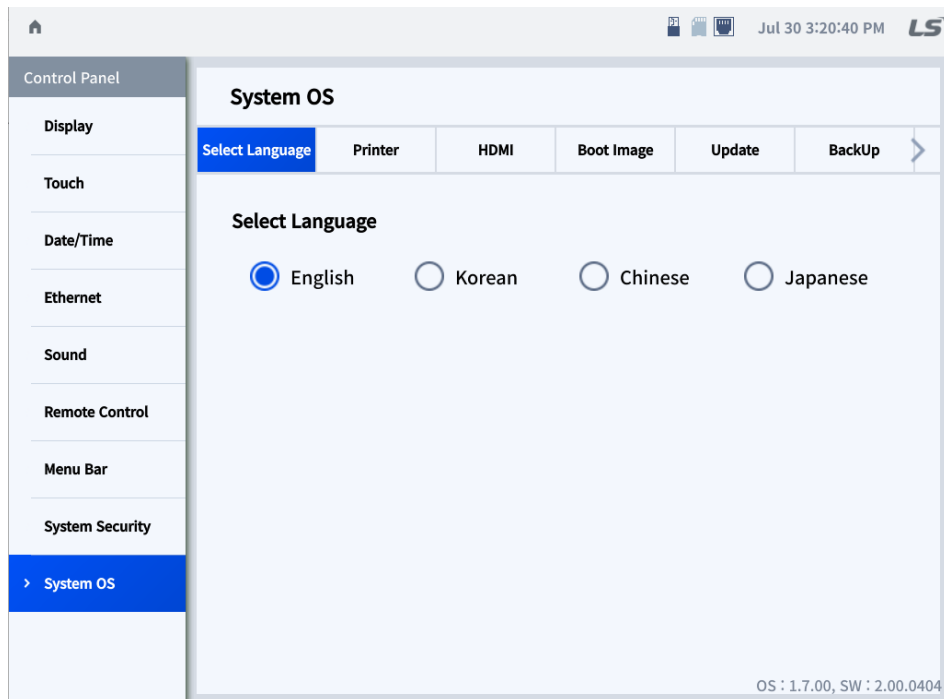 Jul 30 3:20:40 PM LS
Control Panel
Display
Touch
Date/Time
Ethernet
Sound
Remote Control
Menu Bar
System Security
System OS
System OS
Select Language Printer HDMI Boot Image Update BackUp
Select Language
English Korean Chinese Japanese
OS : 1.7.00, SW : 2.00.0404